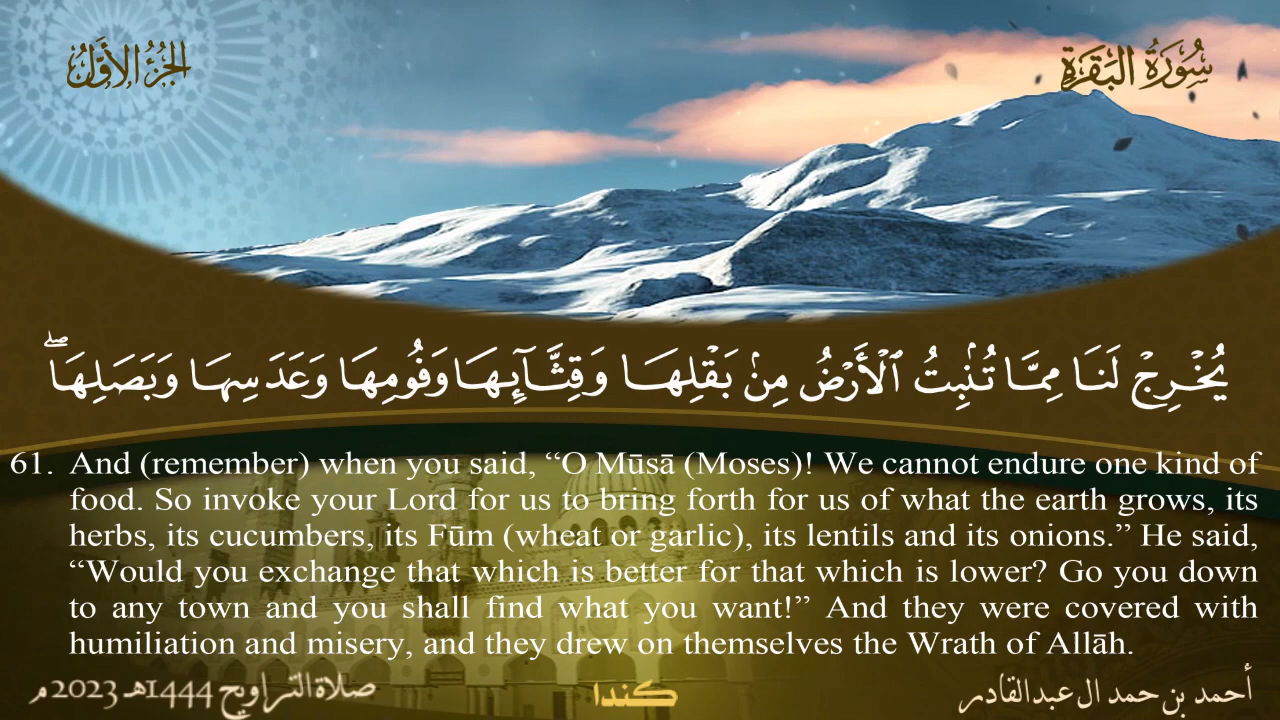 سُورَةُ البَقَرَةِ
الجُزْءُ الأَوَّلُ
يُخْرِجْ لَنَا مِمَّا تُنۢبِتُ ٱلْأَرْضُ مِنۢ بَقْلِهَا وَقِثَّآئِهَا وَفُومِهَا وَعَدَسِهَا وَبَصَلِهَا ۖ
61. And (remember) when you said, “O Mūsā (Moses)! We cannot endure one kind of
food. So invoke your Lord for us to bring forth for us of what the earth grows, its
herbs, its cucumbers, its Fūm (wheat or garlic), its lentils and its onions.” He said,
“Would you exchange that which is better for that which is lower? Go you down
to any town and you shall find what you want!” And they were covered with
humiliation and misery, and they drew on themselves the Wrath of Allāh.
أحمد بن حمد ال عبدالقادر
كندا
صلاة التراويح 1444هـ 2023 م